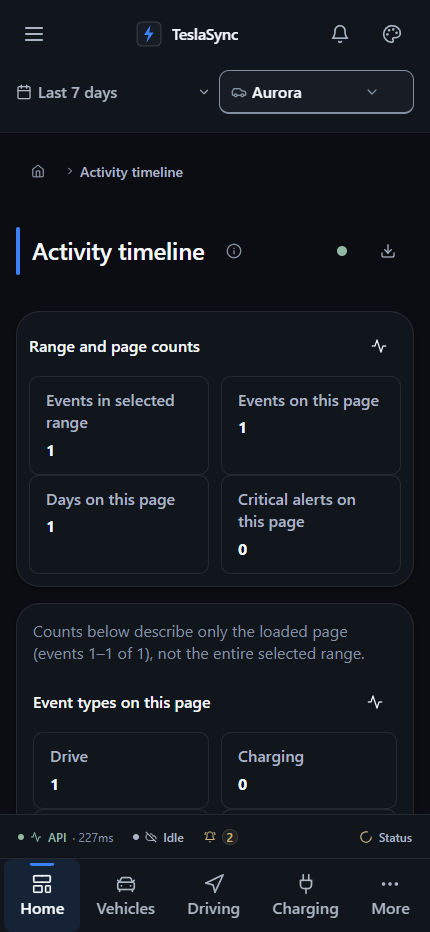 TeslaSync
Last 7 days
Aurora
Activity timeline
Activity timeline
Range and page counts
Events in selected
range
1
Events on this page
1
Days on this page
1
Critical alerts on
this page
0
Counts below describe only the loaded page
(events 1–1 of 1), not the entire selected range.
Event types on this page
Drive
1
Charging
0
API · 227ms
Idle
2
Status
Home
Vehicles
Driving
Charging
More